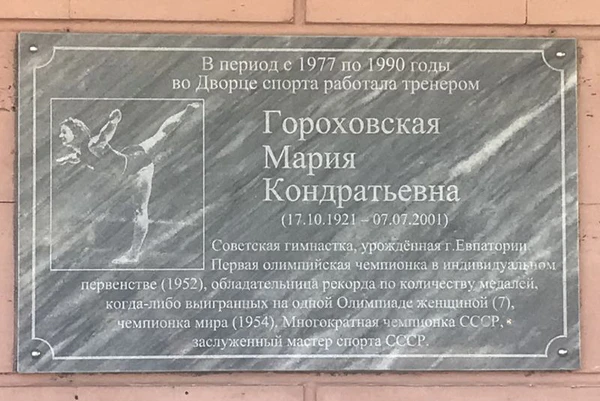 В период с 1977 по 1990 годы
во Дворце спорта работала тренером
Гороховская
Мария
Кондратьевна
(17.10.1921 – 07.07.2001)
Советская гимнастка, урождённая г.Евпатории.
Первая олимпийская чемпионка в индивидуальном
первенстве (1952), обладательница рекорда по количеству медалей,
когда-либо выигранных на одной Олимпиаде женщиной (7),
чемпионка мира (1954), Многократная чемпионка СССР,
заслуженный мастер спорта СССР.